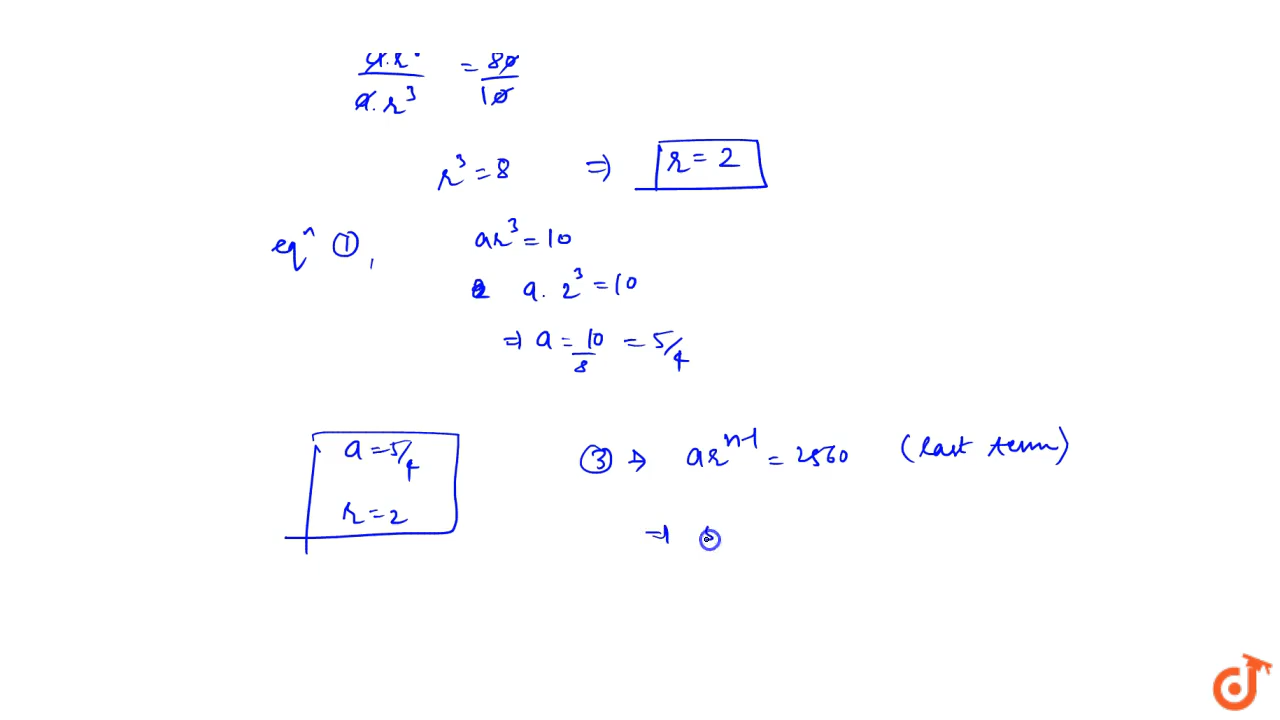 a.r³ = 80/10
r³ = 8 ⇒ r = 2
eqⁿ ①, ar³ = 10
a. 2³ = 10
⇒ a = 10/8 = 5/4
a = 5/4 ③ ⇒ arⁿ⁻¹ = 2560 (last term)
r = 2
⇒ 5